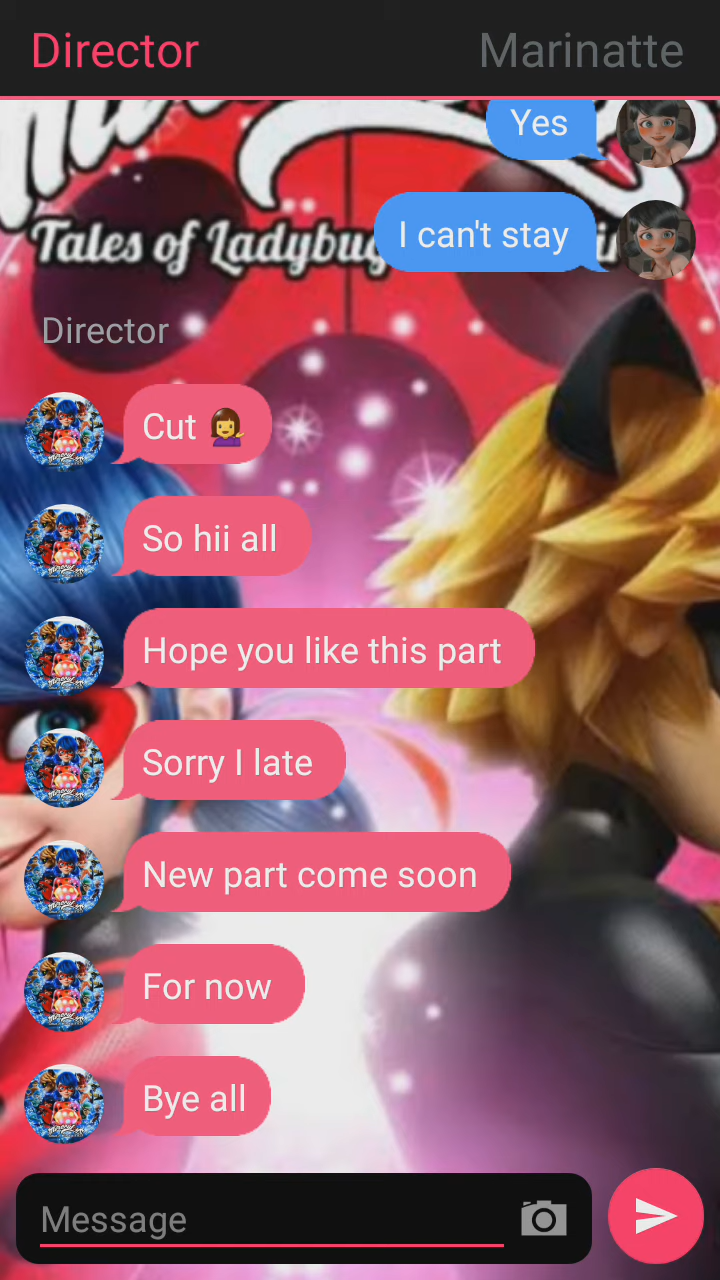 Director
Marinatte
Yes
Tales of Ladybug
I can't stay
Director
Cut
So hii all
Hope you like this part
Sorry I late
New part come soon
For now
Bye all
Message